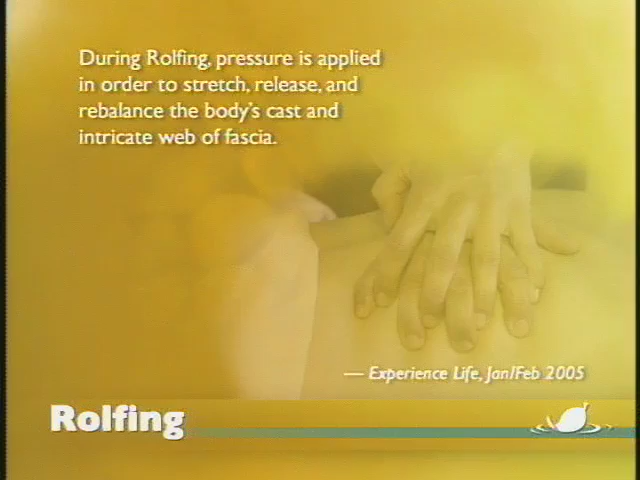 During Rolfing, pressure is applied
in order to stretch, release, and
rebalance the body's cast and
intricate web of fascia.
— Experience Life, Jan/Feb 2005
Rolfing